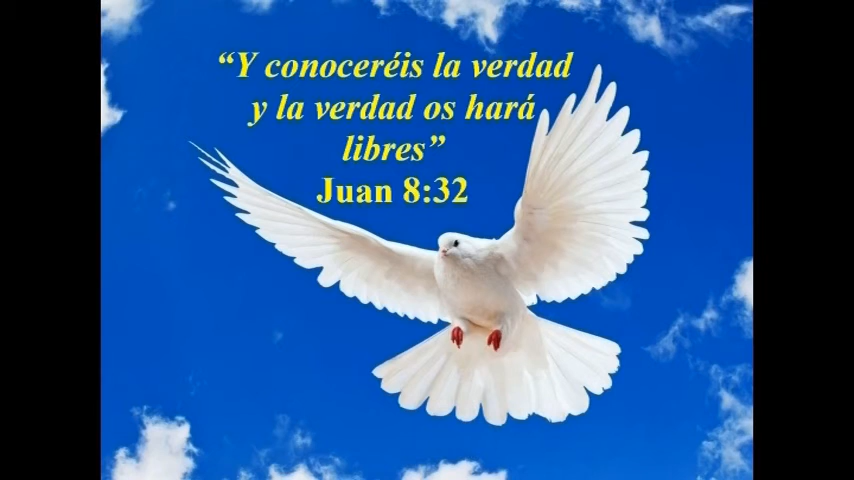 “Y conoceréis la verdad
y la verdad os hará
libres”
Juan 8:32